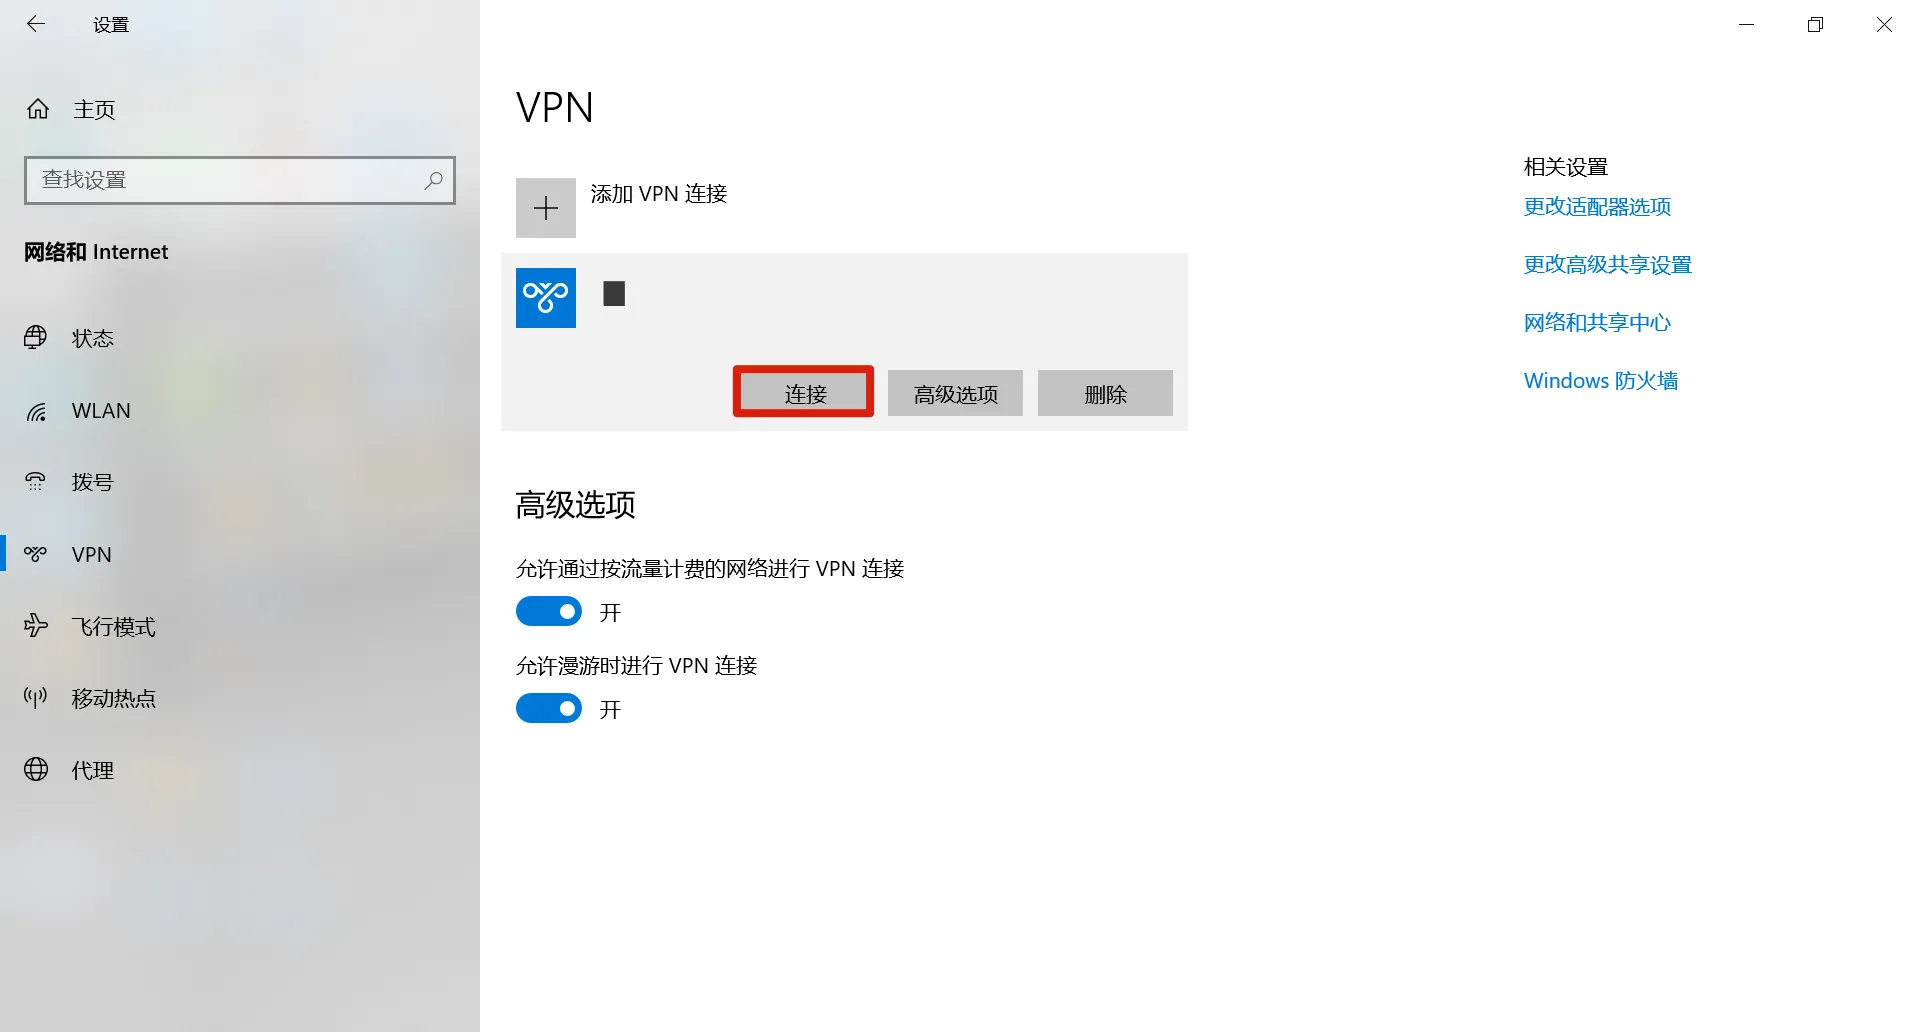 设置
主页
查找设置
网络和 Internet
状态
WLAN
拨号
VPN
飞行模式
移动热点
代理
VPN
添加 VPN 连接
连接
高级选项
删除
高级选项
允许通过按流量计费的网络进行 VPN 连接
开
允许漫游时进行 VPN 连接
开
相关设置
更改适配器选项
更改高级共享设置
网络和共享中心
Windows 防火墙